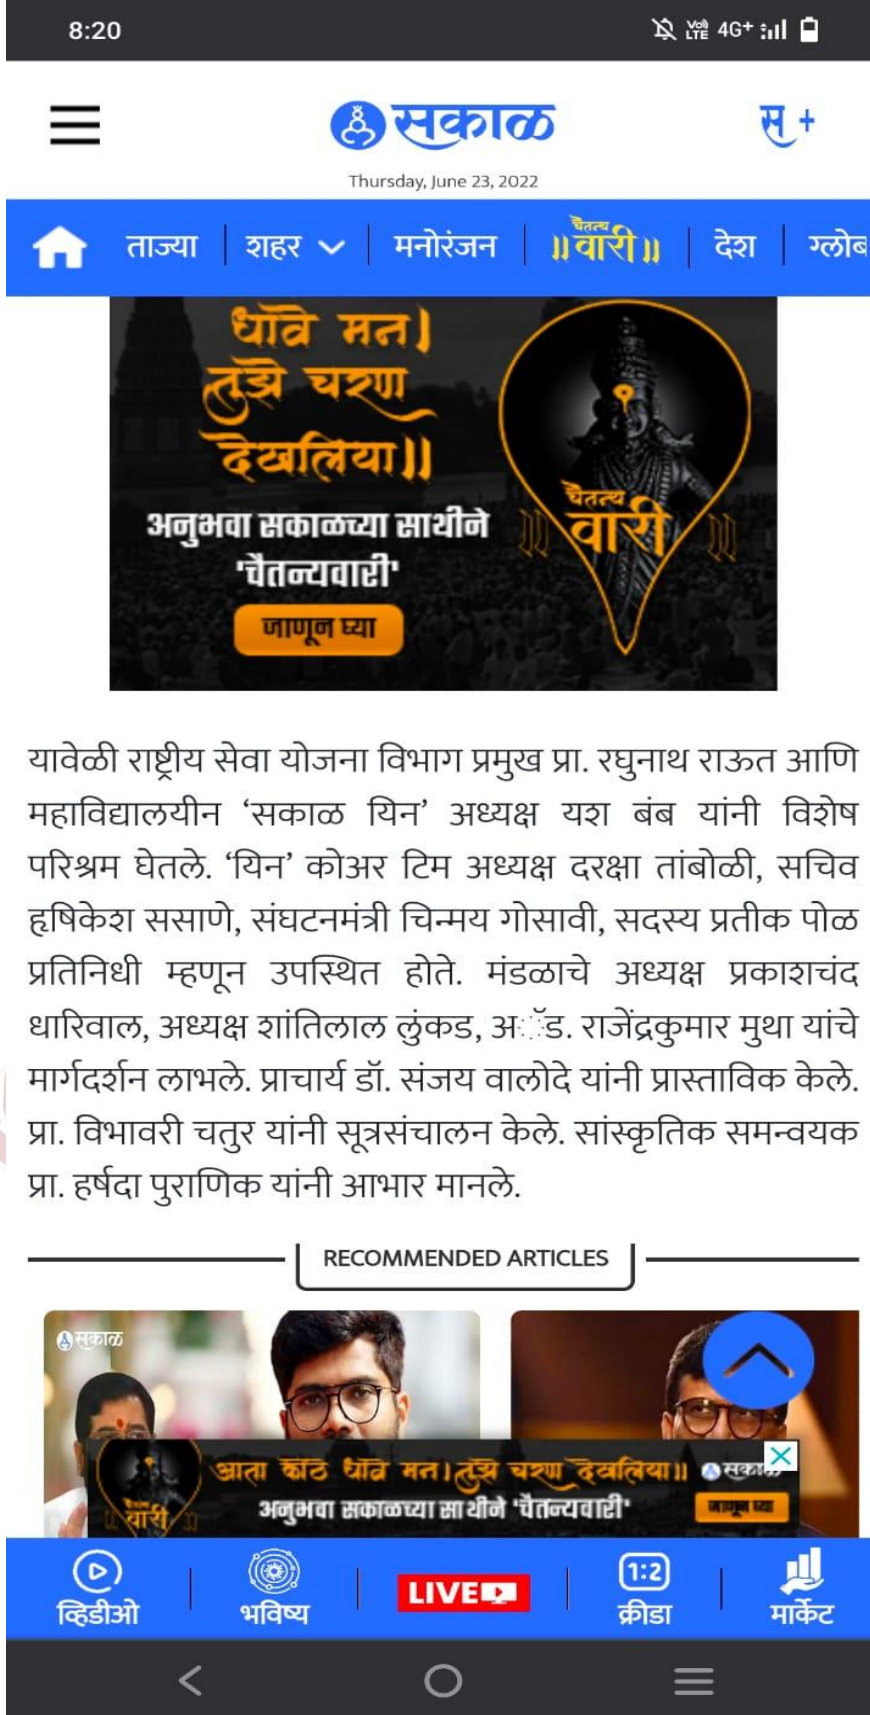 8:20
Vo) LTE 4G+
सकाळ
स+
Thursday, June 23, 2022
ताज्या शहर मनोरंजन ॥चैतन्य वारी॥ देश ग्लोब
धावे मन।
तुझे चरण
देखलिया॥
अनुभवा सकाळच्या साथीने
'चैतन्यवारी'
जाणून घ्या
चैतन्य
॥ वारी ॥
यावेळी राष्ट्रीय सेवा योजना विभाग प्रमुख प्रा. रघुनाथ राऊत आणि
महाविद्यालयीन ‘सकाळ यिन’ अध्यक्ष यश बंब यांनी विशेष
परिश्रम घेतले. ‘यिन’ कोअर टिम अध्यक्ष दरक्षा तांबोळी, सचिव
हृषिकेश ससाणे, संघटनमंत्री चिन्मय गोसावी, सदस्य प्रतीक पोळ
प्रतिनिधी म्हणून उपस्थित होते. मंडळाचे अध्यक्ष प्रकाशचंद
धारिवाल, अध्यक्ष शांतिलाल लुंकड, अॅड. राजेंद्रकुमार मुथा यांचे
मार्गदर्शन लाभले. प्राचार्य डॉ. संजय वालोदे यांनी प्रास्ताविक केले.
प्रा. विभावरी चतुर यांनी सूत्रसंचालन केले. सांस्कृतिक समन्वयक
प्रा. हर्षदा पुराणिक यांनी आभार मानले.
RECOMMENDED ARTICLES
सकाळ
आता कोठे धावे मन।तुझे चरण देखलिया॥ सकाळ
अनुभवा सकाळच्या साथीने 'चैतन्यवारी' जाणून घ्या
वारी
1:2
व्हिडीओ भविष्य LIVE क्रीडा मार्केट